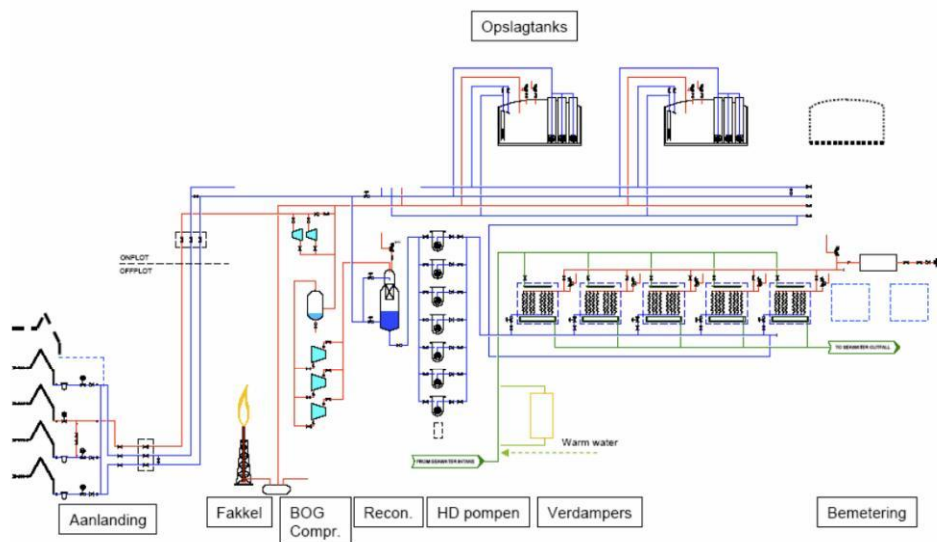 Opslagtanks
ONPLOT
OFFPLOT
TO SEAWATER OUTFALL
Warm water
FROM SEAWATER INTAKE
Aanlanding
Fakkel
BOG
Compr.
Recon.
HD pompen
Verdampers
Bemetering